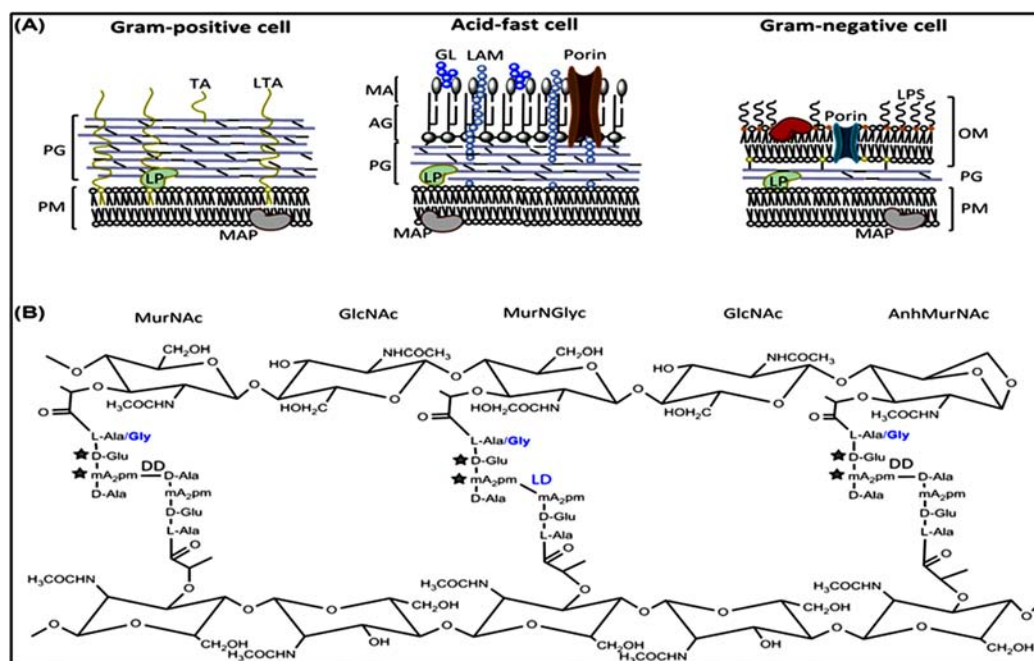 (A)
Gram-positive cell
Acid-fast cell
Gram-negative cell
GL LAM Porin
TA LTA
MA
AG
PG
PM
LP
MAP
PG
LP
MAP
LPS
Porin
OM
PG
PM
LP
MAP
(B)
MurNAc GlcNAc MurNGlyc GlcNAc AnhMurNAc
CH₂OH NHCOCH₃ CH₂OH NHCOCH₃
HO O O HO O O
O O O O O
O H₃COCHN HOH₂C HOH₂COCHN HOH₂C O H₃COCHN
O O O
L-Ala/Gly L-Ala/Gly L-Ala/Gly
D-Glu D-Glu D-Glu
DD LD DD
mA₂pm D-Ala mA₂pm mA₂pm D-Ala
D-Ala mA₂pm D-Ala mA₂pm D-Ala mA₂pm
D-Glu D-Glu D-Glu
L-Ala L-Ala L-Ala
O O O
H₃COCHN O H₃COCHN O H₃COCHN O
O O CH₂OH O O CH₂OH O O
O O O O O
CH₂OH OH CH₂OH OH CH₂OH
H₃COCHN H₃COCHN